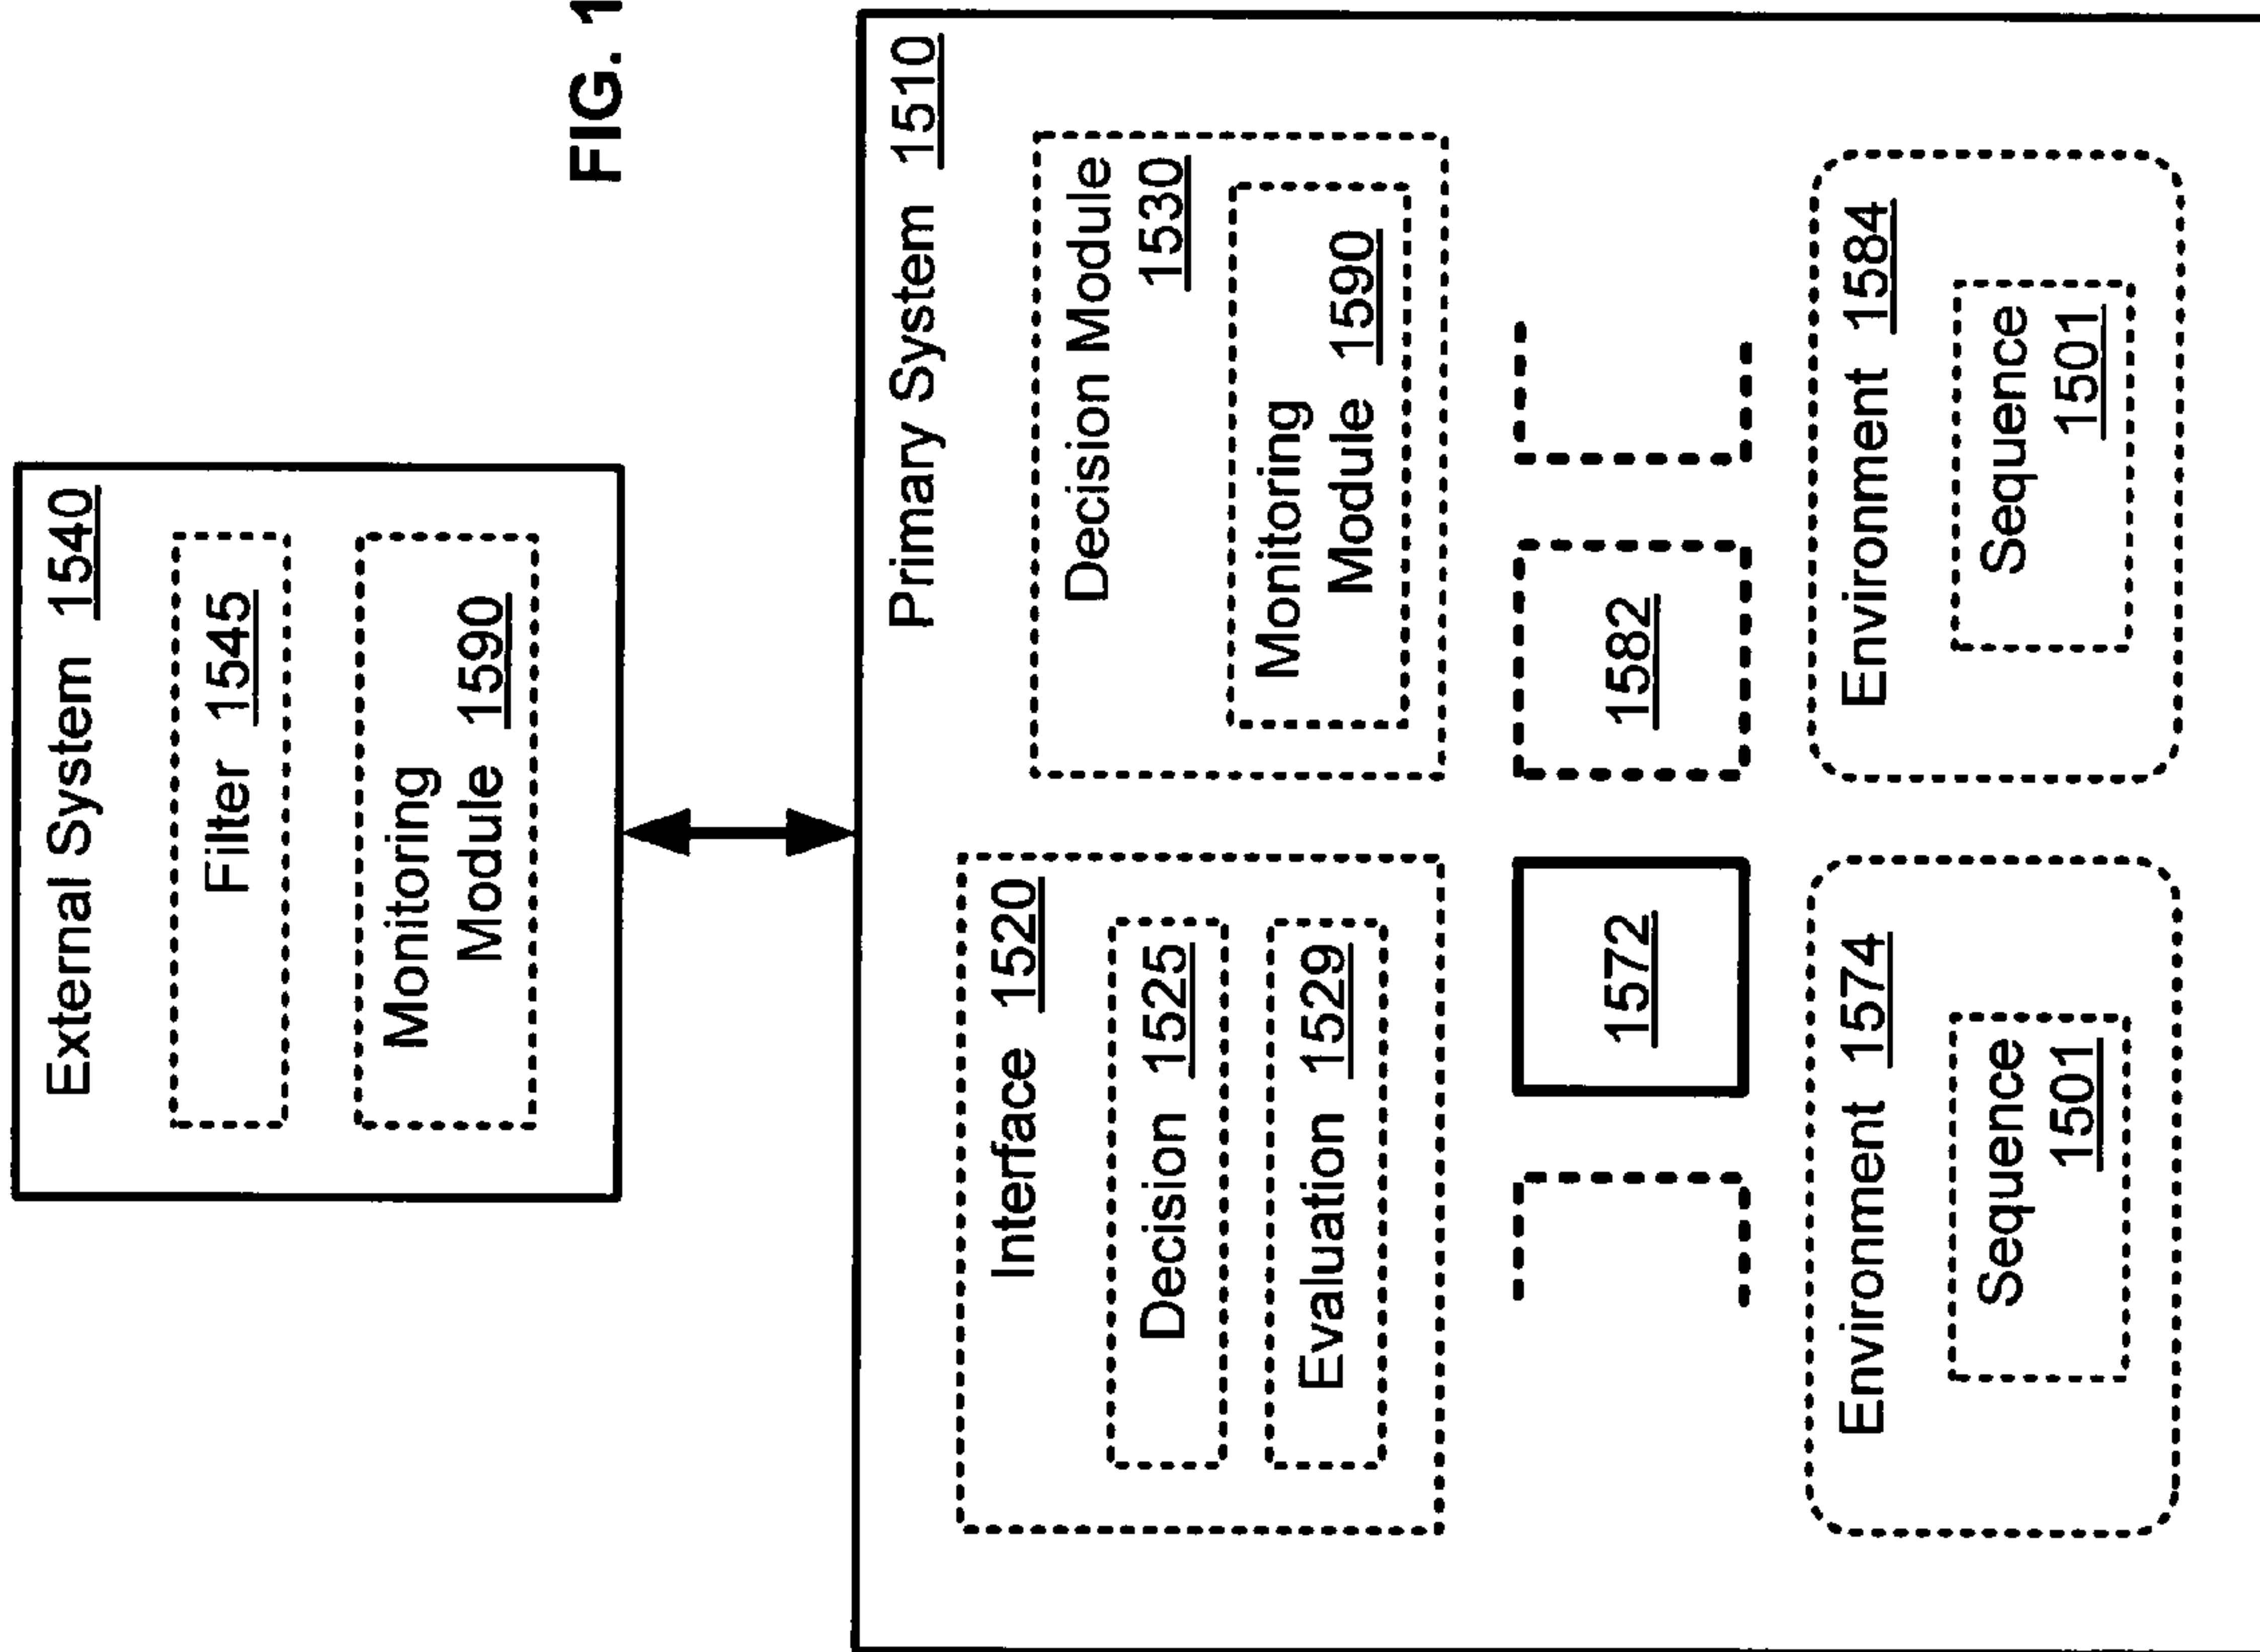 External System 1540
Filter 1545
Monitoring
Module 1590
FIG. 1
Primary System 1510
Interface 1520
Decision 1525
Evaluation 1529
Decision Module
1530
Monitoring
Module 1590
1572
1582
Environment 1574
Sequence
1501
Environment 1584
Sequence
1501